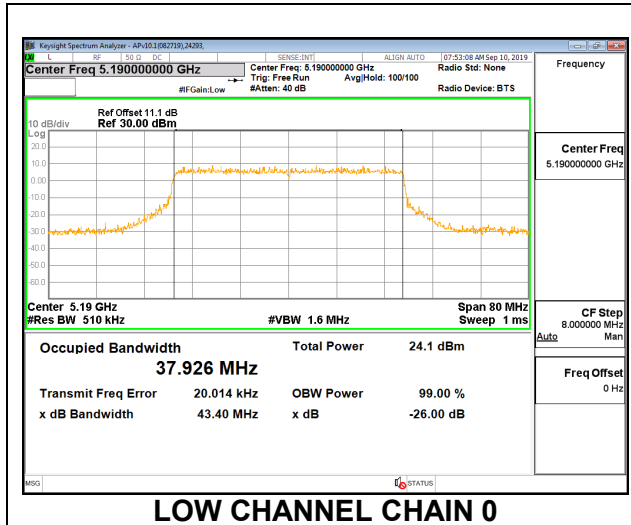 Keysight Spectrum Analyzer - APv10.1(082719),24293,
L RF 50 Ω DC SENSE:INT ALIGN AUTO 07:53:08 AM Sep 10, 2019
Center Freq 5.190000000 GHz
Center Freq: 5.190000000 GHz Radio Std: None
Trig: Free Run Avg|Hold: 100/100
#IFGain:Low #Atten: 40 dB Radio Device: BTS
Frequency
Ref Offset 11.1 dB
10 dB/div Ref 30.00 dBm
Log
20.0
10.0
0.00
-10.0
-20.0
-30.0
-40.0
-50.0
-60.0
Center 5.19 GHz Span 80 MHz
#Res BW 510 kHz #VBW 1.6 MHz Sweep 1 ms
Center Freq
5.190000000 GHz
CF Step
8.000000 MHz
Auto Man
Freq Offset
0 Hz
Occupied Bandwidth Total Power 24.1 dBm
37.926 MHz
Transmit Freq Error 20.014 kHz OBW Power 99.00 %
x dB Bandwidth 43.40 MHz x dB -26.00 dB
MSG STATUS
LOW CHANNEL CHAIN 0